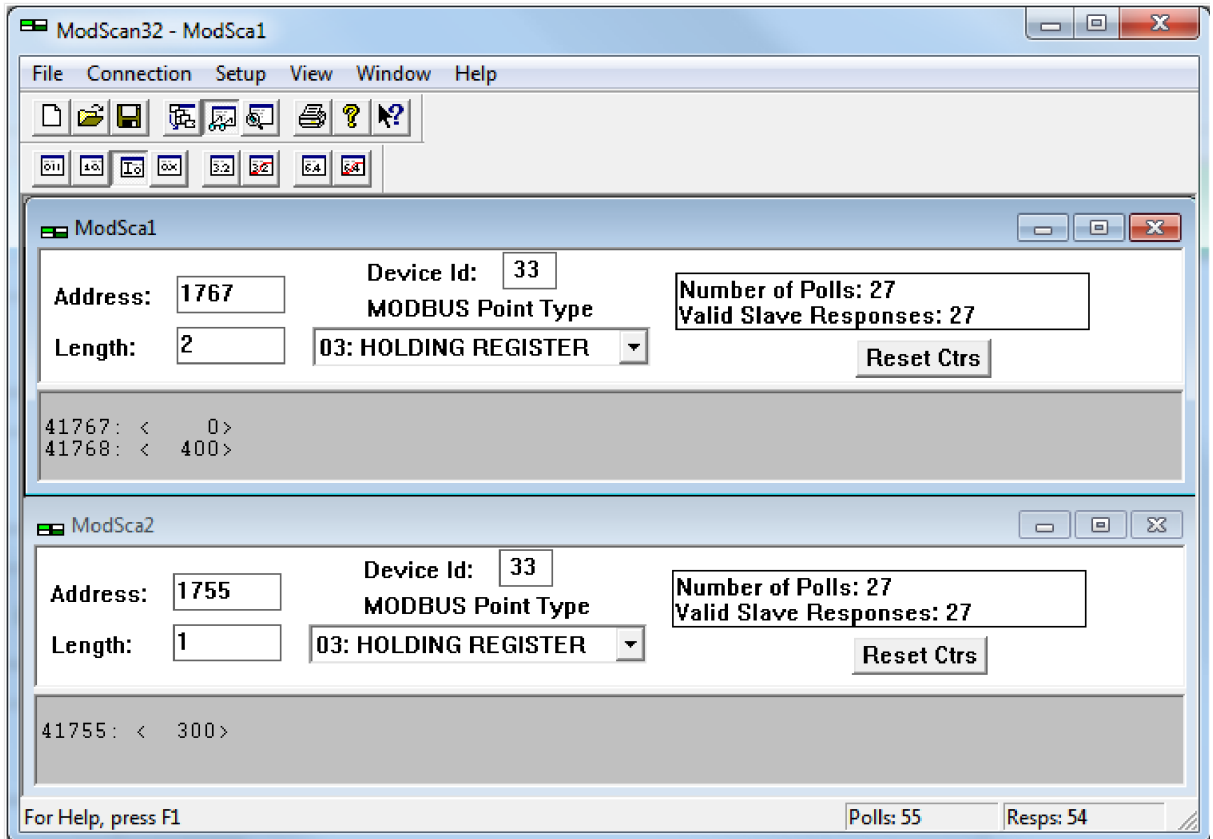 ModScan32 - ModSca1
File Connection Setup View Window Help
ModSca1
Address: 1767
Device Id: 33
MODBUS Point Type
Length: 2
03: HOLDING REGISTER
Number of Polls: 27
Valid Slave Responses: 27
Reset Ctrs
41767: <     0>
41768: <   400>
ModSca2
Address: 1755
Device Id: 33
MODBUS Point Type
Length: 1
03: HOLDING REGISTER
Number of Polls: 27
Valid Slave Responses: 27
Reset Ctrs
41755: <   300>
For Help, press F1
Polls: 55
Resps: 54